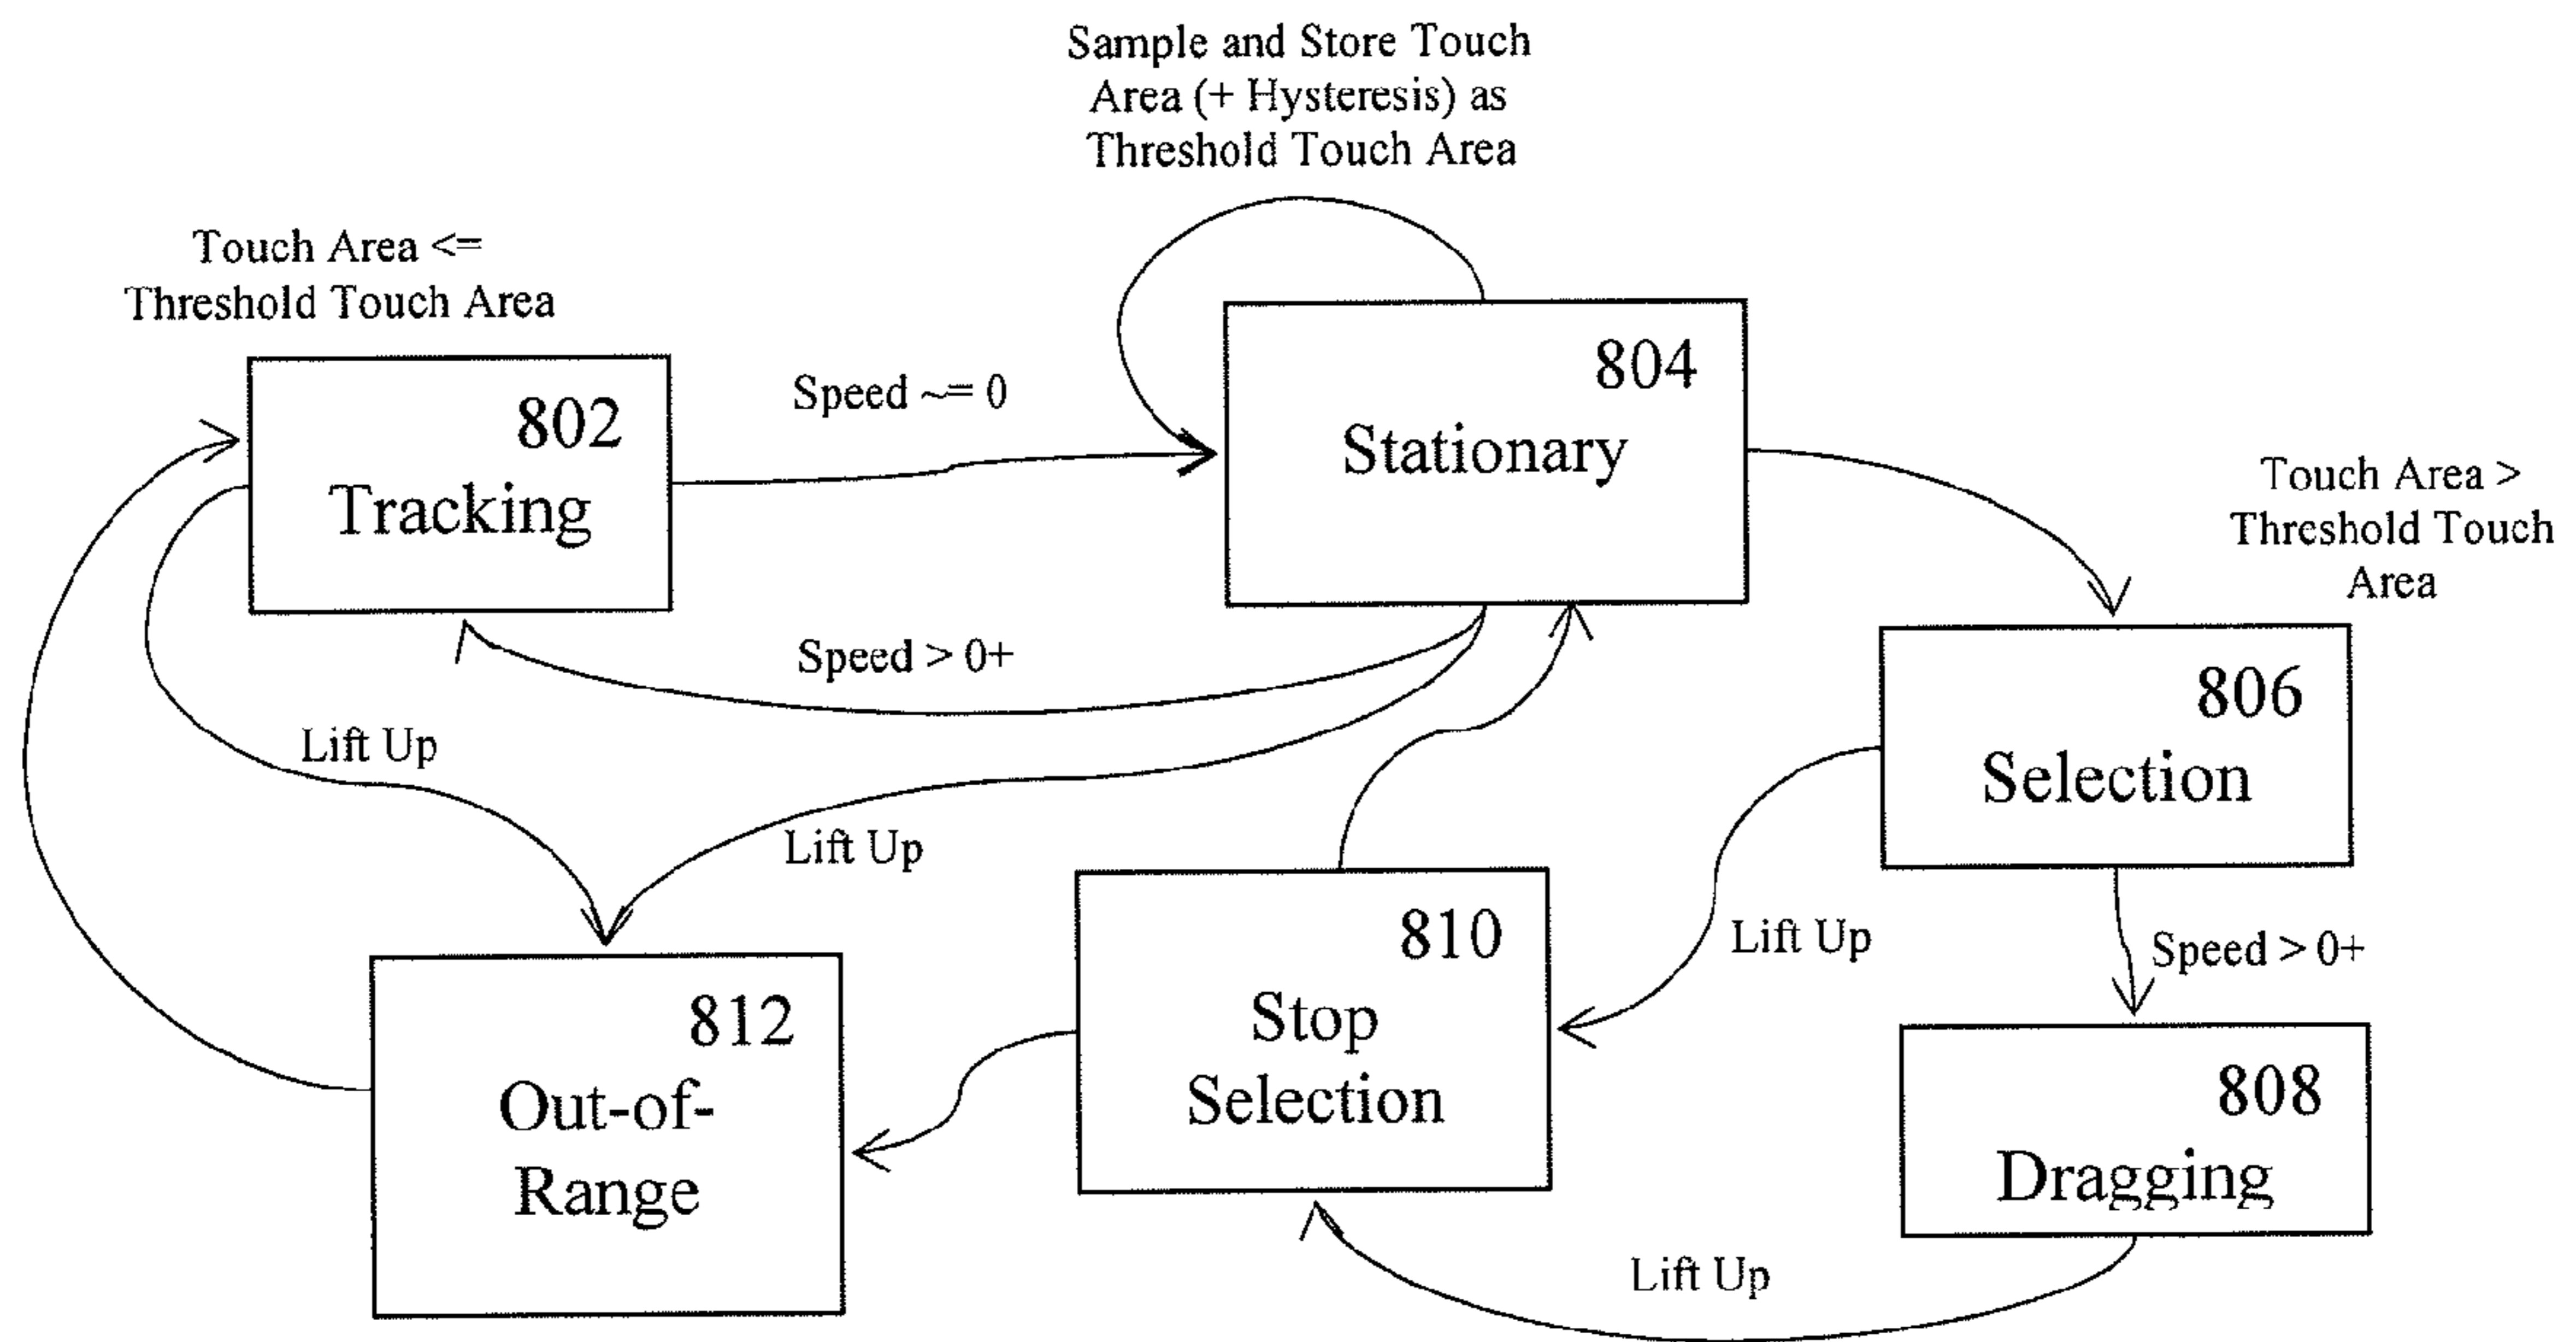 Sample and Store Touch
Area (+ Hysteresis) as
Threshold Touch Area
Touch Area <=
Threshold Touch Area
802
Tracking
Speed ~= 0
804
Stationary
Touch Area >
Threshold Touch
Area
Speed > 0+
806
Selection
Lift Up
Lift Up
810
Stop
Selection
Lift Up
Speed > 0+
812
Out-of-
Range
808
Dragging
Lift Up